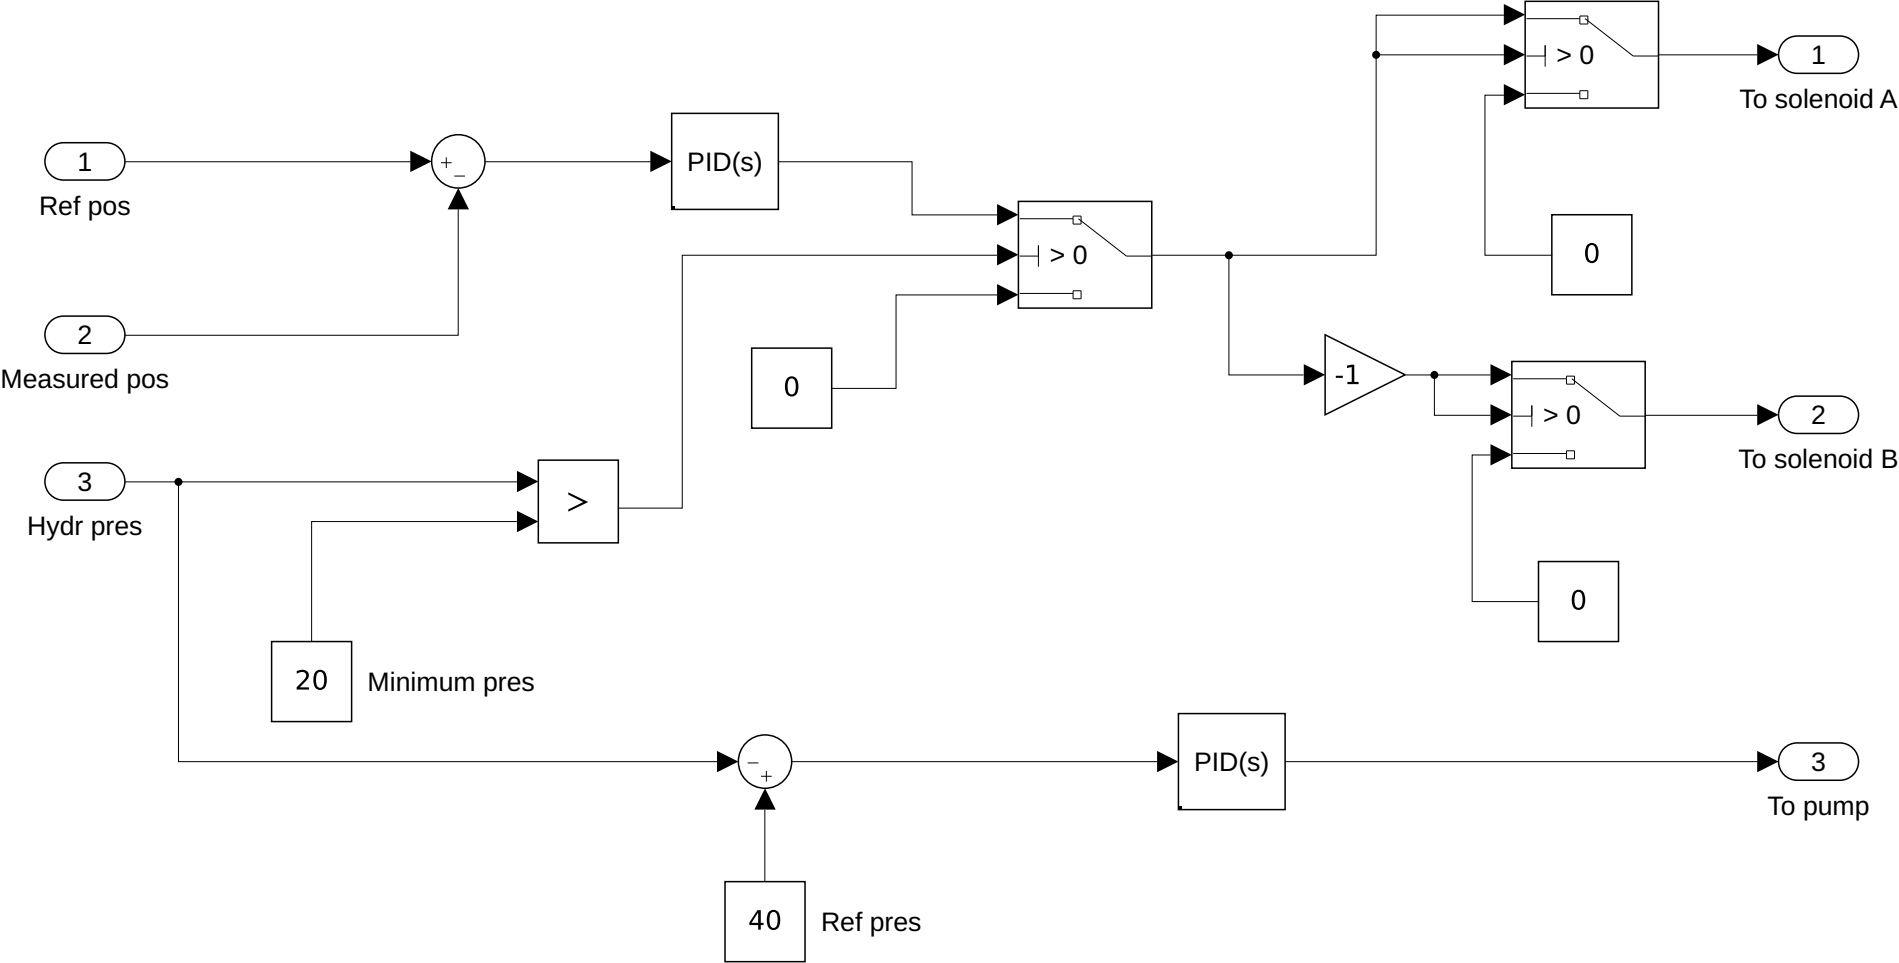 1
> 0
To solenoid A
1
Ref pos
+
−
PID(s)
> 0
0
2
Measured pos
0
-1
> 0
2
To solenoid B
3
Hydr pres
>
0
20
Minimum pres
−
+
PID(s)
3
To pump
40
Ref pres